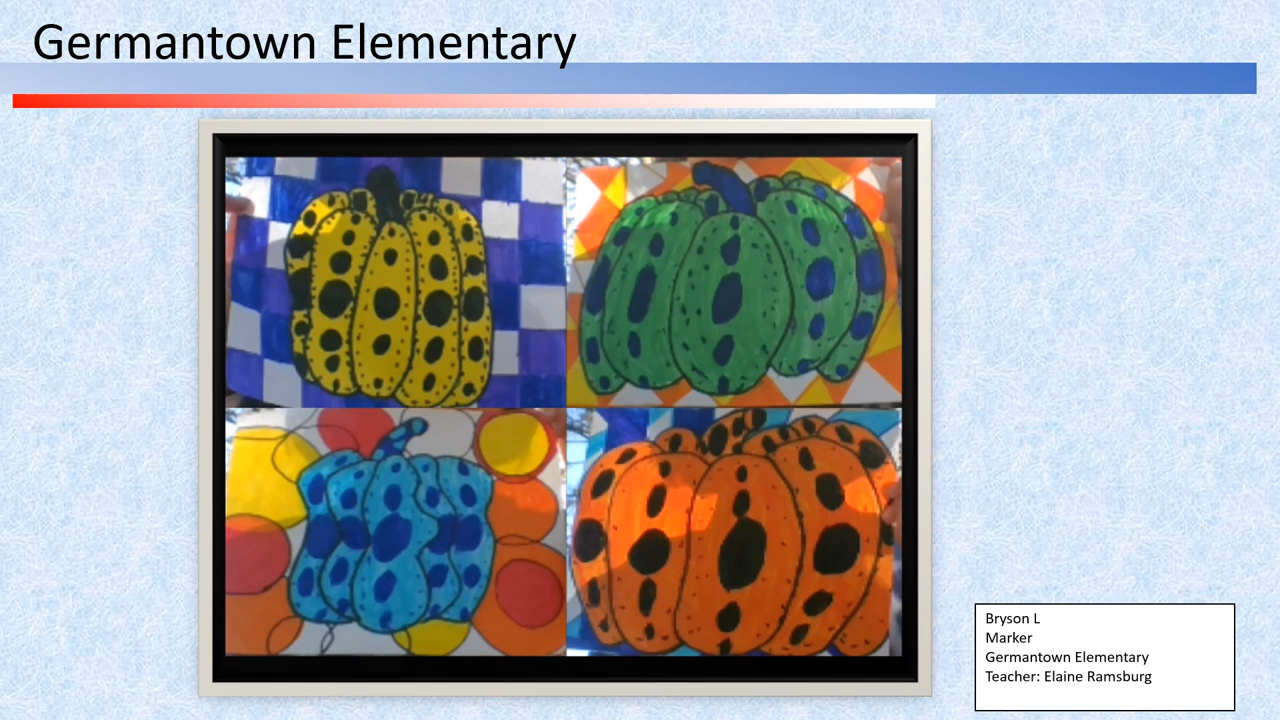 Germantown Elementary
Bryson L
Marker
Germantown Elementary
Teacher: Elaine Ramsburg